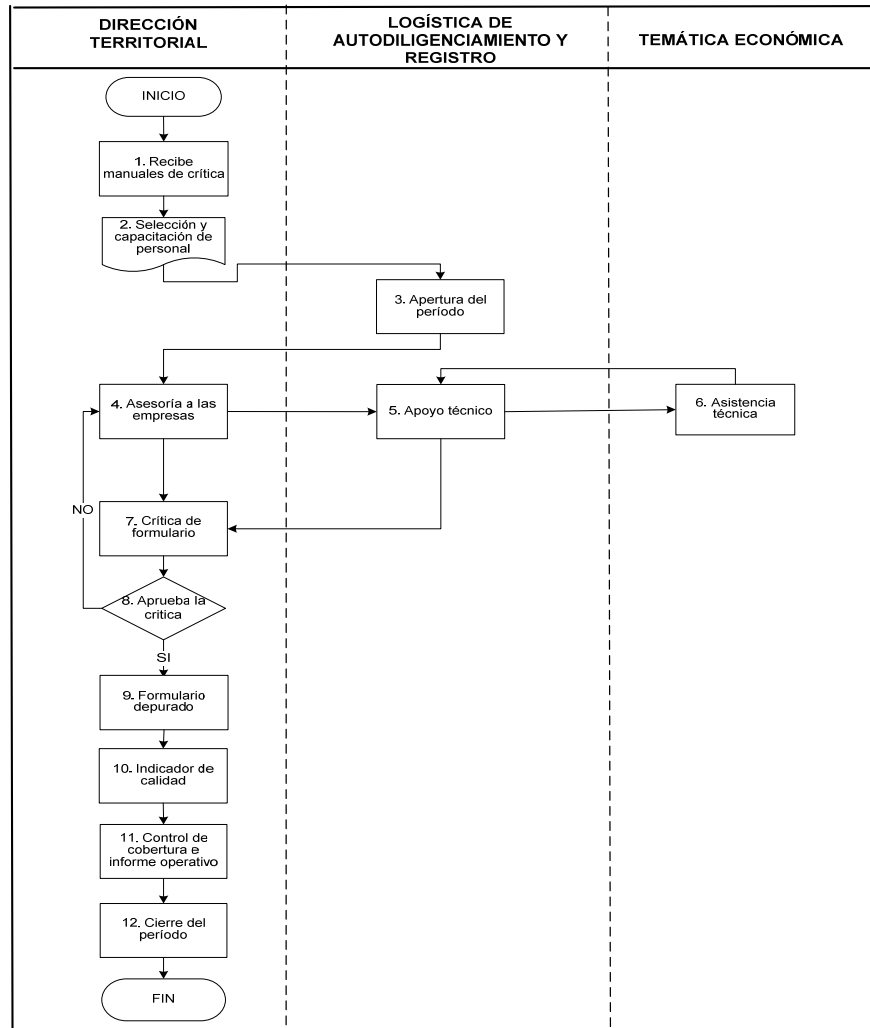 DIRECCIÓN
TERRITORIAL
LOGÍSTICA DE
AUTODILIGENCIAMIENTO Y
REGISTRO
TEMÁTICA ECONÓMICA
INICIO
1. Recibe
manuales de crítica
2. Selección y
capacitación de
personal
3. Apertura del
período
4. Asesoría a las
empresas
5. Apoyo técnico
6. Asistencia
técnica
NO
7. Crítica de
formulario
8. Aprueba la
critica
SI
9. Formulario
depurado
10. Indicador de
calidad
11. Control de
cobertura e
informe operativo
12. Cierre del
período
FIN